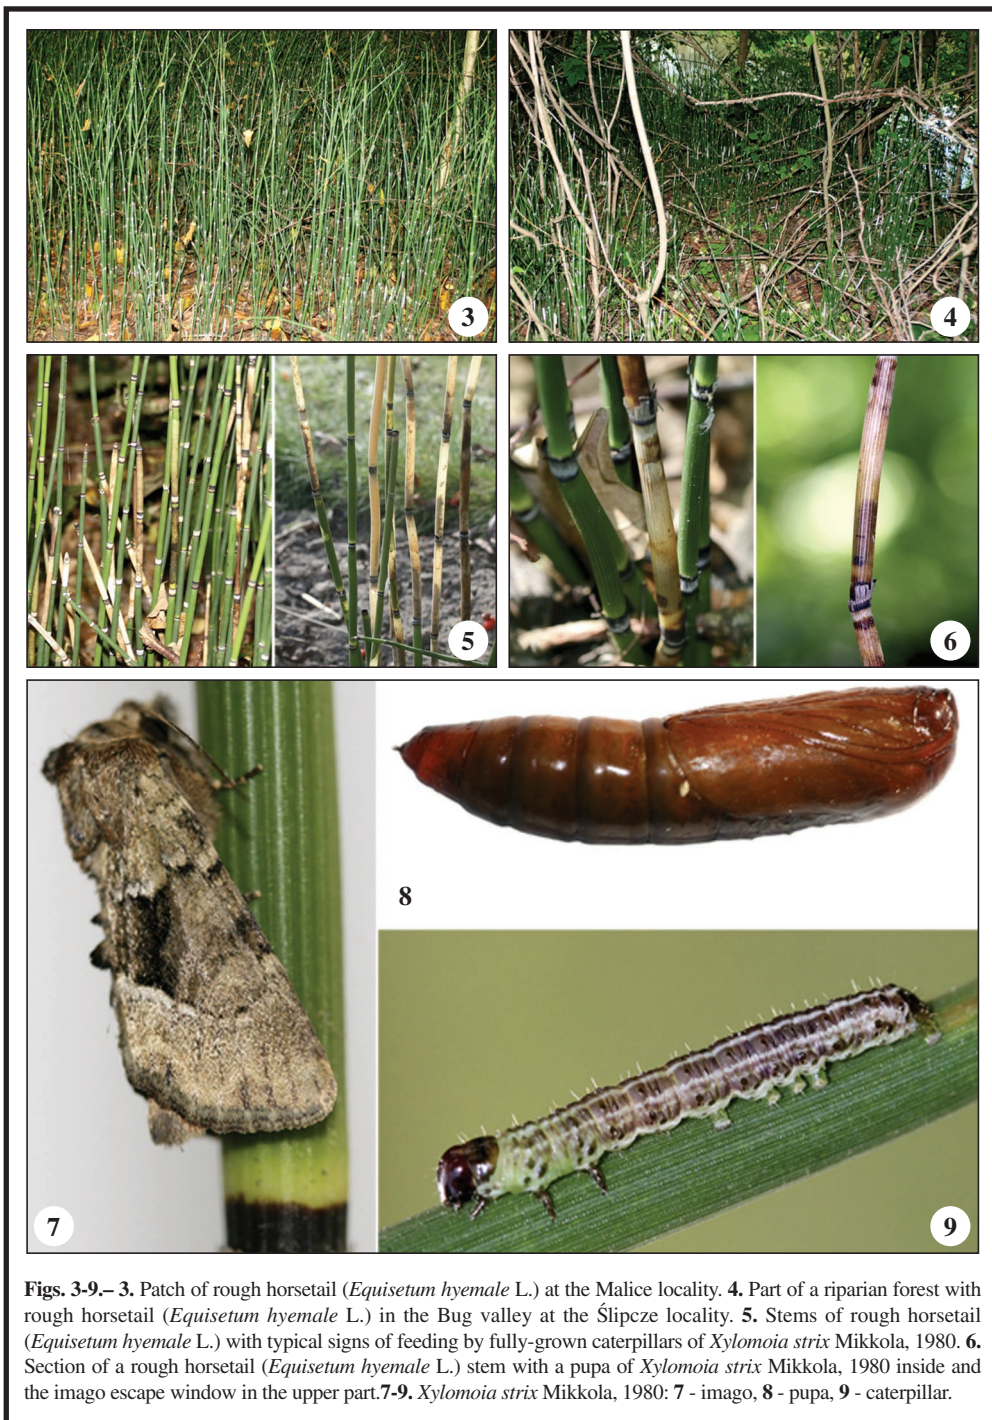 3
4
5
6
7
8
9
Figs. 3-9.– 3. Patch of rough horsetail (Equisetum hyemale L.) at the Malice locality. 4. Part of a riparian forest with
rough horsetail (Equisetum hyemale L.) in the Bug valley at the Ślipcze locality. 5. Stems of rough horsetail
(Equisetum hyemale L.) with typical signs of feeding by fully-grown caterpillars of Xylomoia strix Mikkola, 1980. 6.
Section of a rough horsetail (Equisetum hyemale L.) stem with a pupa of Xylomoia strix Mikkola, 1980 inside and
the imago escape window in the upper part.7-9. Xylomoia strix Mikkola, 1980: 7 - imago, 8 - pupa, 9 - caterpillar.